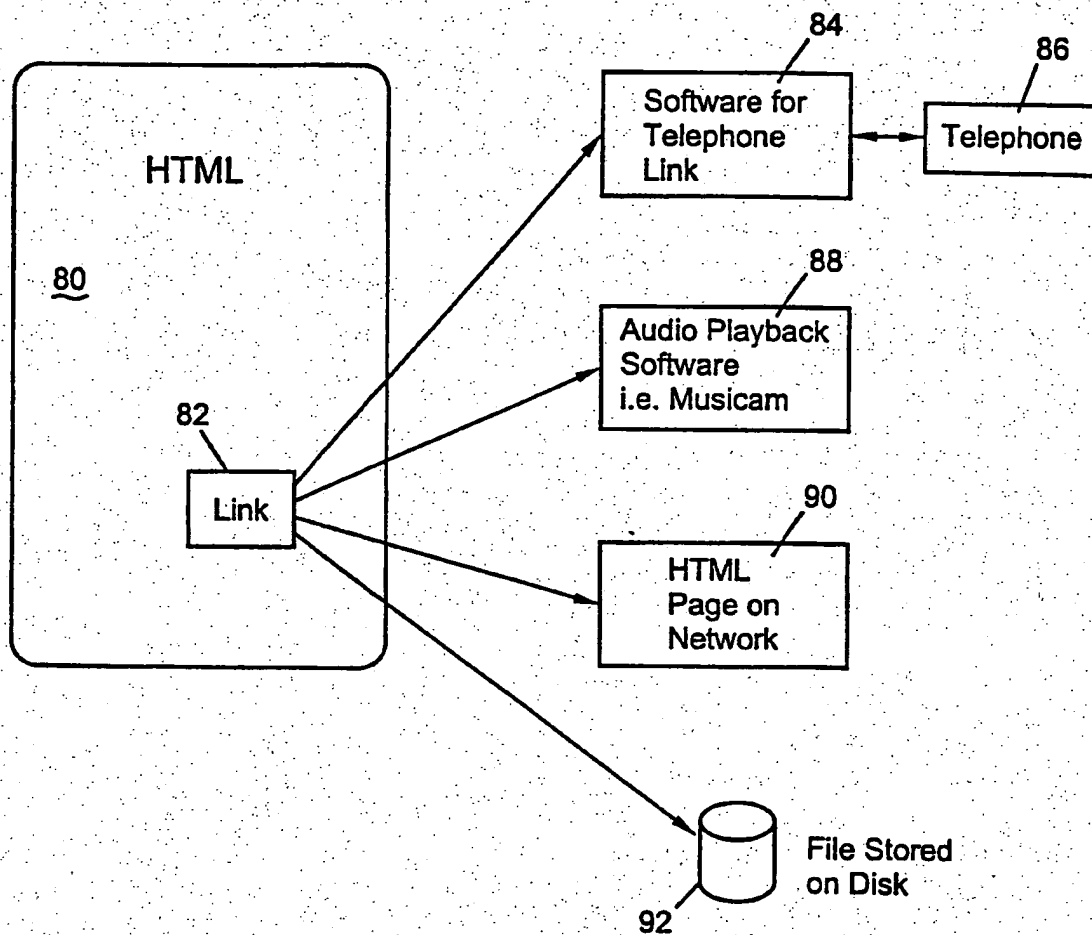 84
86
Software for
Telephone
Link
Telephone
HTML
80
88
Audio Playback
Software
i.e. Musicam
82
Link
90
HTML
Page on
Network
File Stored
on Disk
92